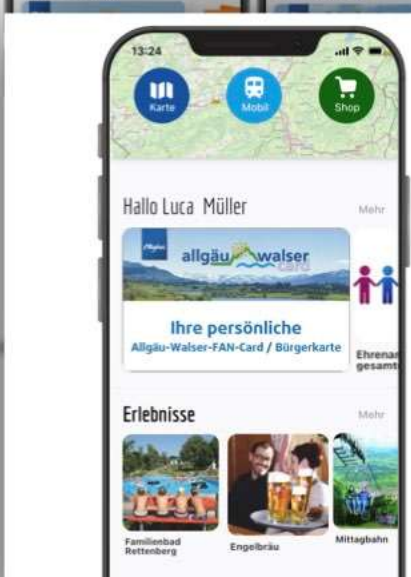 13:24
Karte
Mobil
Shop
Hallo Luca Müller
Mehr
allgäu walser
card
Ihre persönliche
Allgäu-Walser-FAN-Card / Bürgerkarte
Ehrenam
gesamt
Erlebnisse
Mehr
Familienbad
Rettenberg
Engelbräu
Mittagbahn